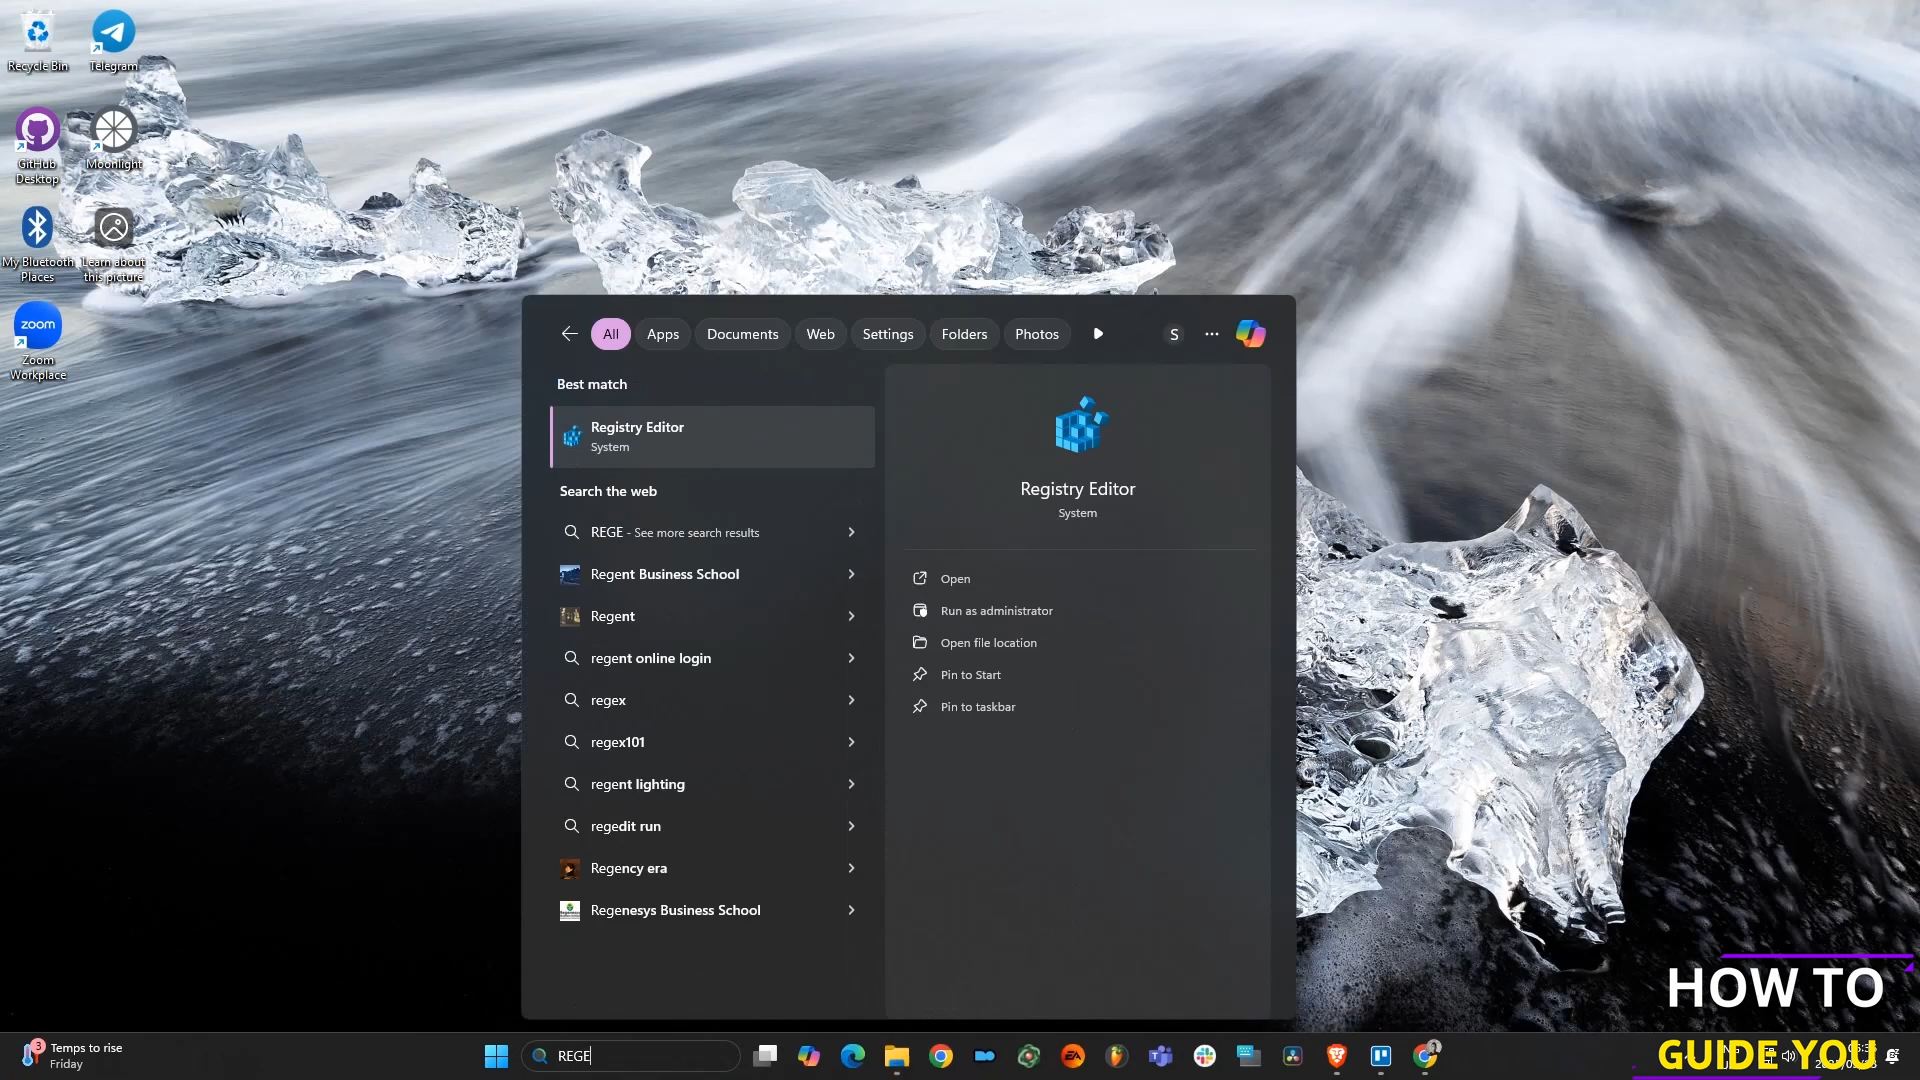 Recycle Bin
Telegram
GitHub
Desktop
Moonlight
My Bluetooth
Places
Learn about
this picture
zoom
Zoom
Workplace
All
Apps
Documents
Web
Settings
Folders
Photos
S
Best match
Registry Editor
System
Search the web
REGE - See more search results
Regent Business School
Regent
regent online login
regex
regex101
regent lighting
regedit run
Regency era
Regenesys Business School
Registry Editor
System
Open
Run as administrator
Open file location
Pin to Start
Pin to taskbar
HOW TO
GUIDE YOU
3
Temps to rise
Friday
REGE
EA